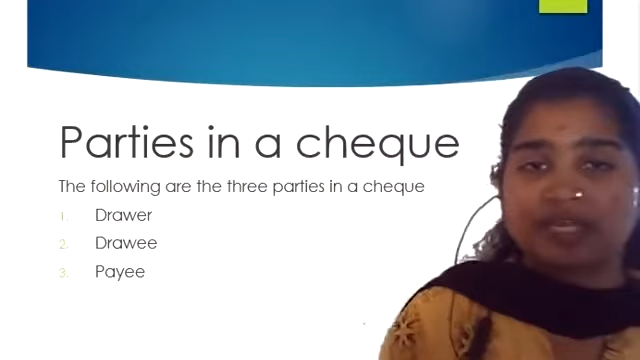 Parties in a cheque
The following are the three parties in a cheque
1. Drawer
2. Drawee
3. Payee